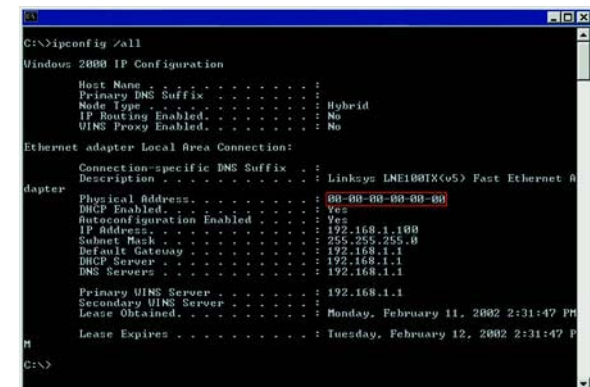 C:\>ipconfig /all
Windows 2000 IP Configuration
Host Name . . . . . . . . . . . . :
Primary DNS Suffix . . . . . . . :
Node Type . . . . . . . . . . . . : Hybrid
IP Routing Enabled. . . . . . . . : No
WINS Proxy Enabled. . . . . . . . : No
Ethernet adapter Local Area Connection:
Connection-specific DNS Suffix . :
Description . . . . . . . . . . . : Linksys LNE100TX(v5) Fast Ethernet A
dapter
Physical Address. . . . . . . . . : 00-00-00-00-00-00
DHCP Enabled. . . . . . . . . . . : Yes
Autoconfiguration Enabled . . . . : Yes
IP Address. . . . . . . . . . . . : 192.168.1.100
Subnet Mask . . . . . . . . . . . : 255.255.255.0
Default Gateway . . . . . . . . . : 192.168.1.1
DHCP Server . . . . . . . . . . . : 192.168.1.1
DNS Servers . . . . . . . . . . . : 192.168.1.1
Primary WINS Server . . . . . . . : 192.168.1.1
Secondary WINS Server . . . . . . :
Lease Obtained. . . . . . . . . . : Monday, February 11, 2002 2:31:47 PM
Lease Expires . . . . . . . . . . : Tuesday, February 12, 2002 2:31:47 P
M
C:\>